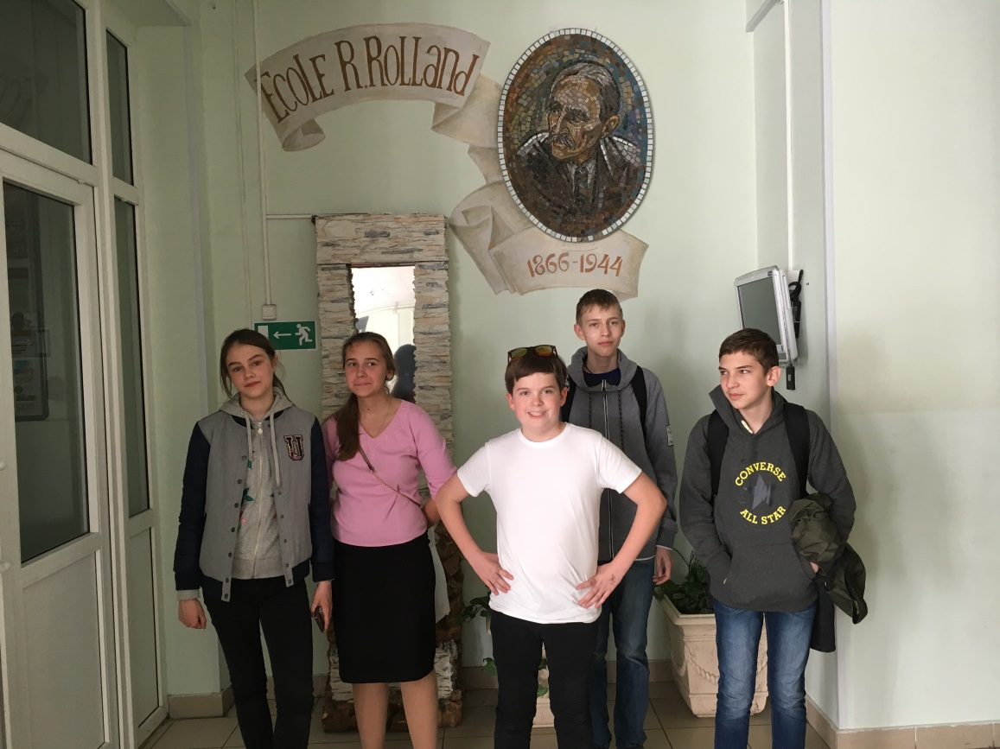 ECOLE R. ROLLAND
1866-1944
U
CONVERSE
ALL STAR